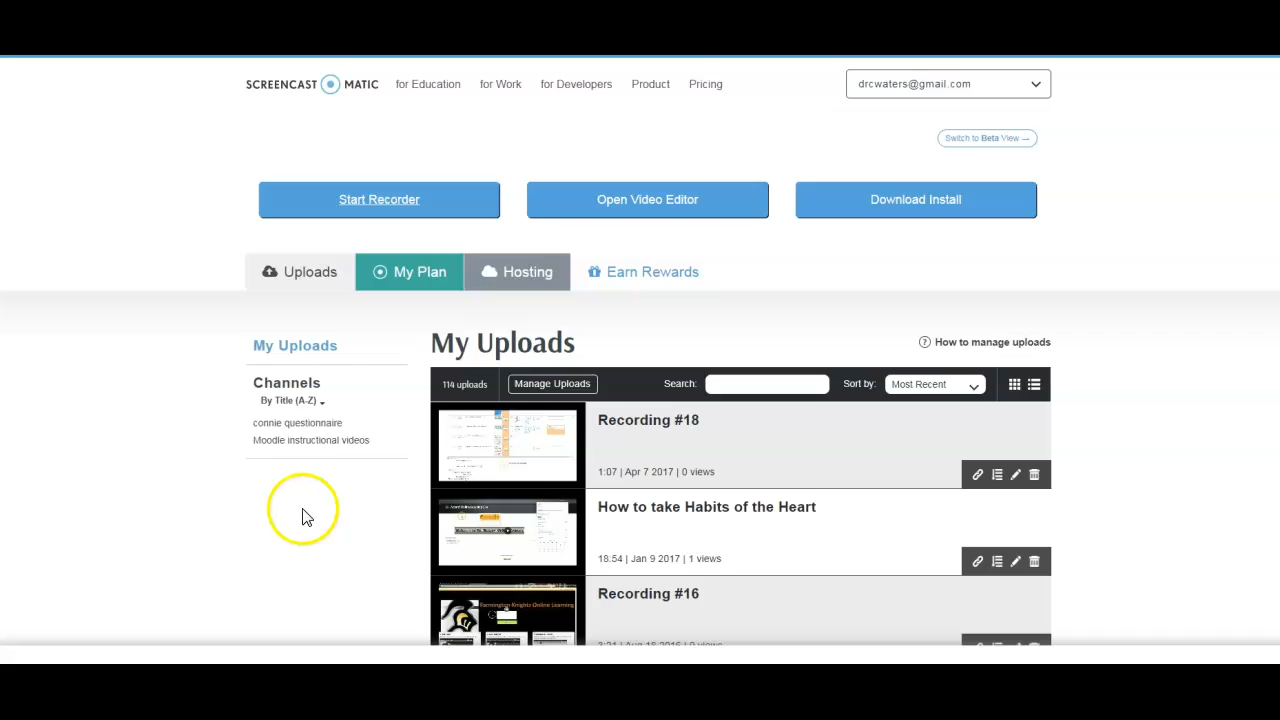 SCREENCAST MATIC for Education for Work for Developers Product Pricing drcwaters@gmail.com
Switch to Beta View →
Start Recorder Open Video Editor Download Install
Uploads My Plan Hosting Earn Rewards
My Uploads
My Uploads
? How to manage uploads
Channels
By Title (A-Z)
connie questionnaire
Moodle instructional videos
114 uploads Manage Uploads Search: Sort by: Most Recent
Recording #18
1:07 | Apr 7 2017 | 0 views
How to take Habits of the Heart
18:54 | Jan 9 2017 | 1 views
Farmington Knights Online Learning
Recording #16